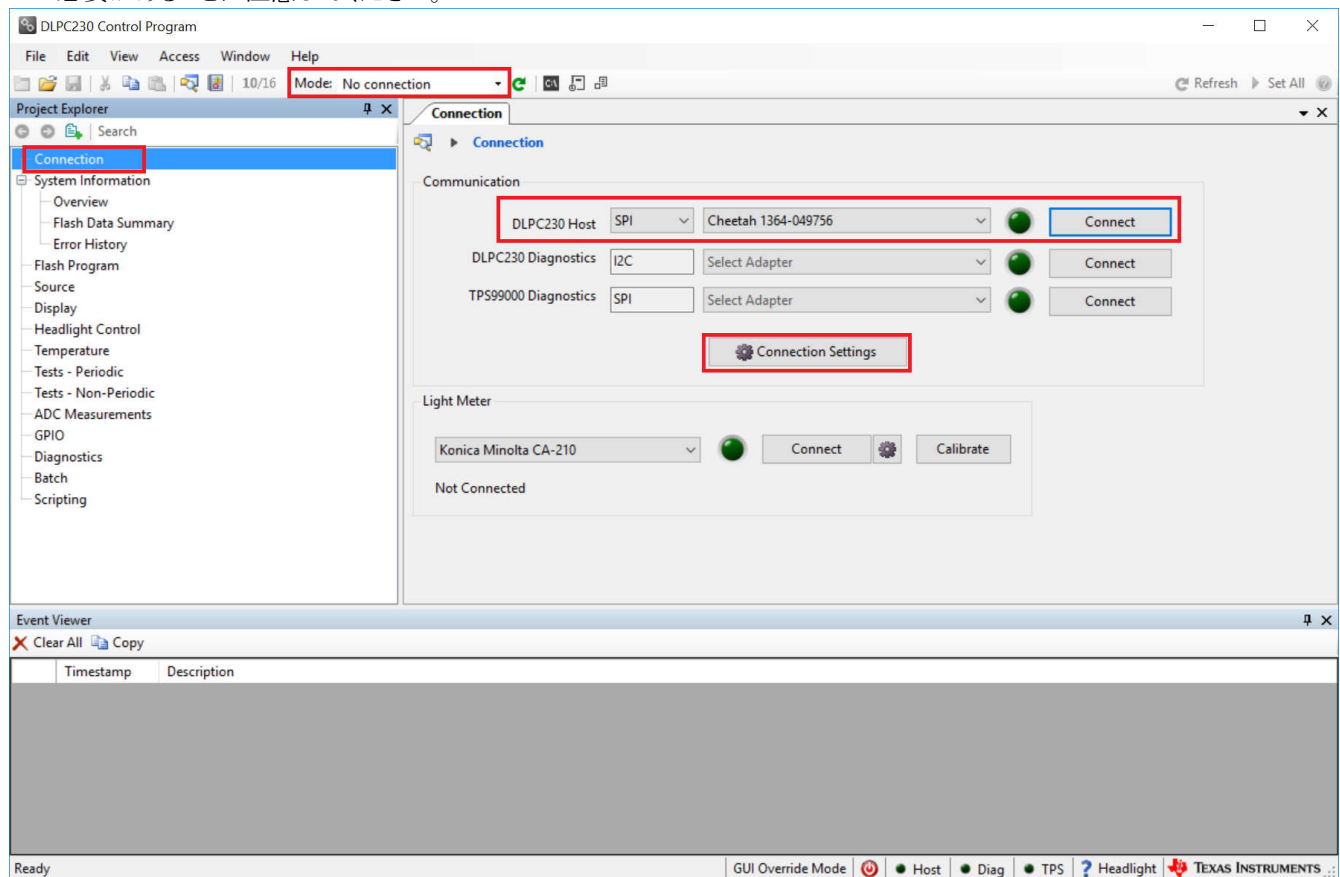 DLPC230 Control Program
File Edit View Access Window Help
10/16 Mode: No connection Refresh Set All
Project Explorer
Search
Connection
System Information
Overview
Flash Data Summary
Error History
Flash Program
Source
Display
Headlight Control
Temperature
Tests - Periodic
Tests - Non-Periodic
ADC Measurements
GPIO
Diagnostics
Batch
Scripting
Connection
Connection
Communication
DLPC230 Host SPI Cheetah 1364-049756 Connect
DLPC230 Diagnostics I2C Select Adapter Connect
TPS99000 Diagnostics SPI Select Adapter Connect
Connection Settings
Light Meter
Konica Minolta CA-210 Connect Calibrate
Not Connected
Event Viewer
Clear All Copy
Timestamp Description
Ready GUI Override Mode Host Diag TPS ? Headlight TEXAS INSTRUMENTS